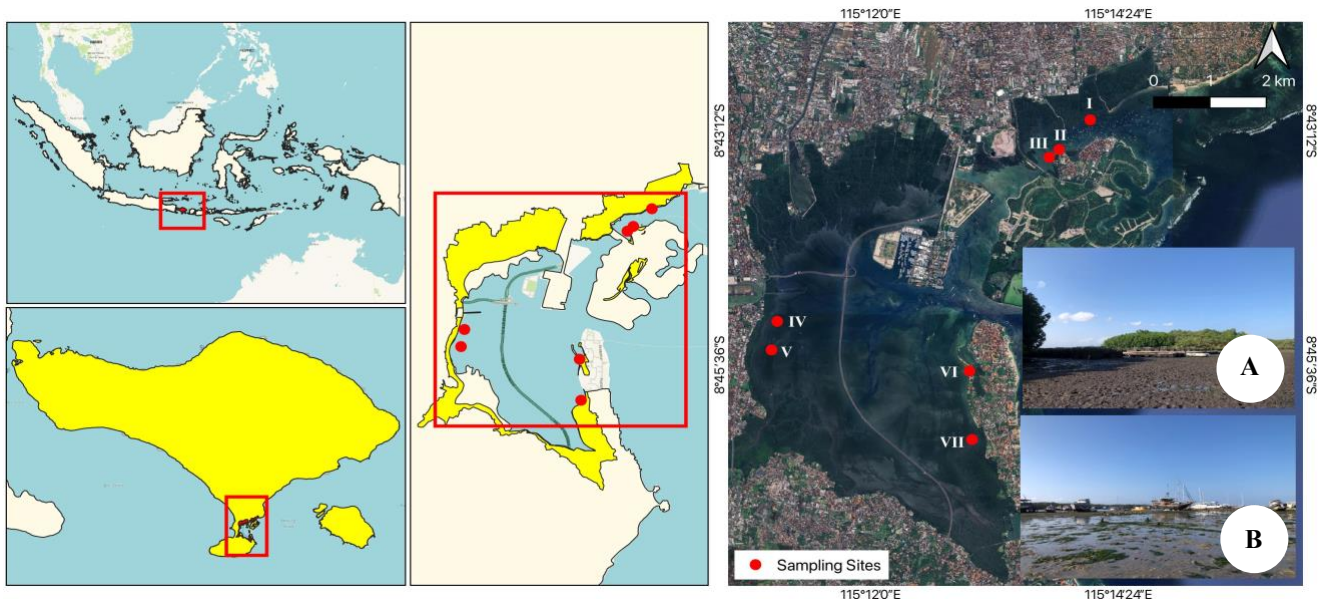 115°12'0"E
115°14'24"E
0 1 2 km
I
II
III
8°43'12"S
8°43'12"S
IV
V
VI
VII
8°45'36"S
8°45'36"S
A
B
Sampling Sites
115°12'0"E
115°14'24"E